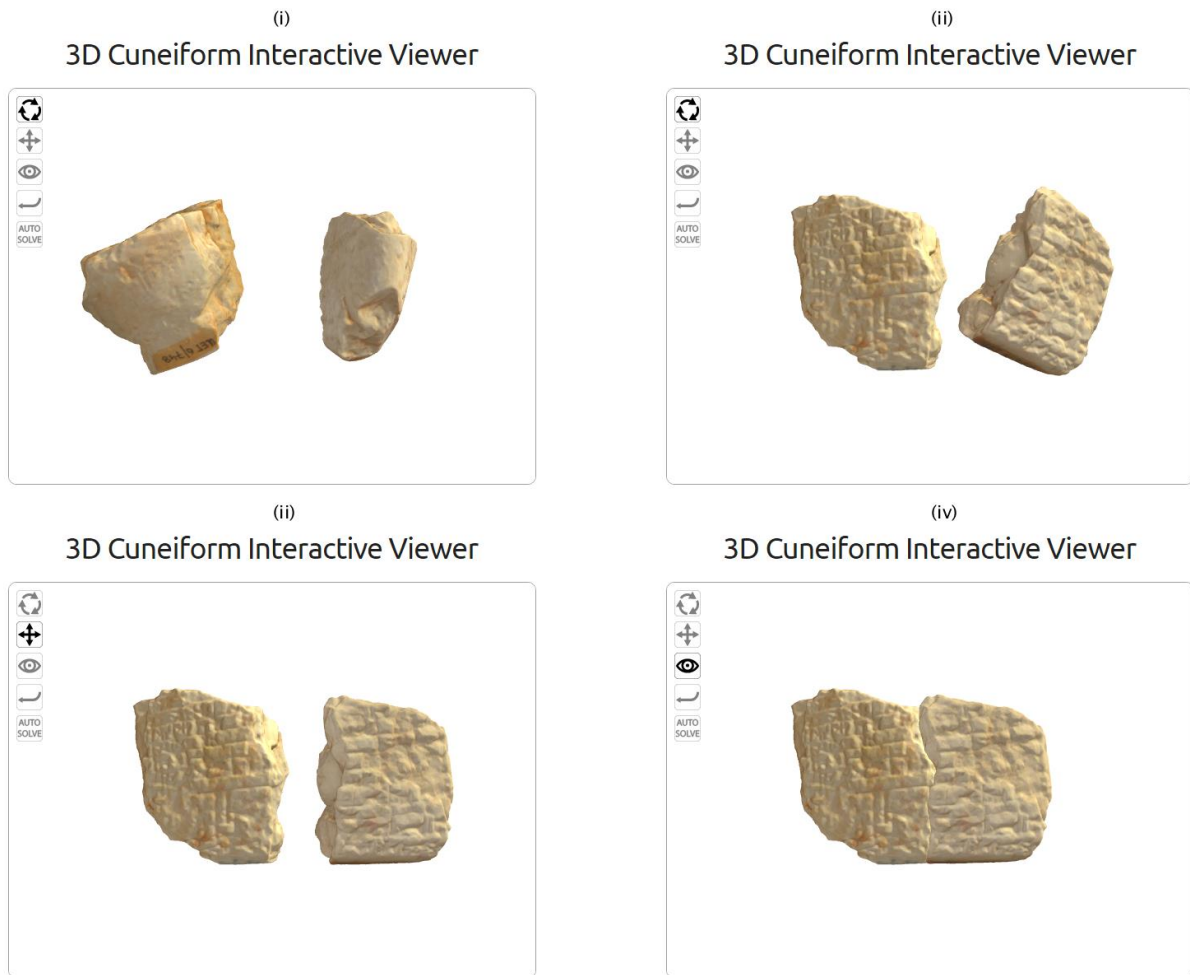 (i)
3D Cuneiform Interactive Viewer
AUTO
SOLVE
(ii)
3D Cuneiform Interactive Viewer
AUTO
SOLVE
(ii)
3D Cuneiform Interactive Viewer
AUTO
SOLVE
(iv)
3D Cuneiform Interactive Viewer
AUTO
SOLVE